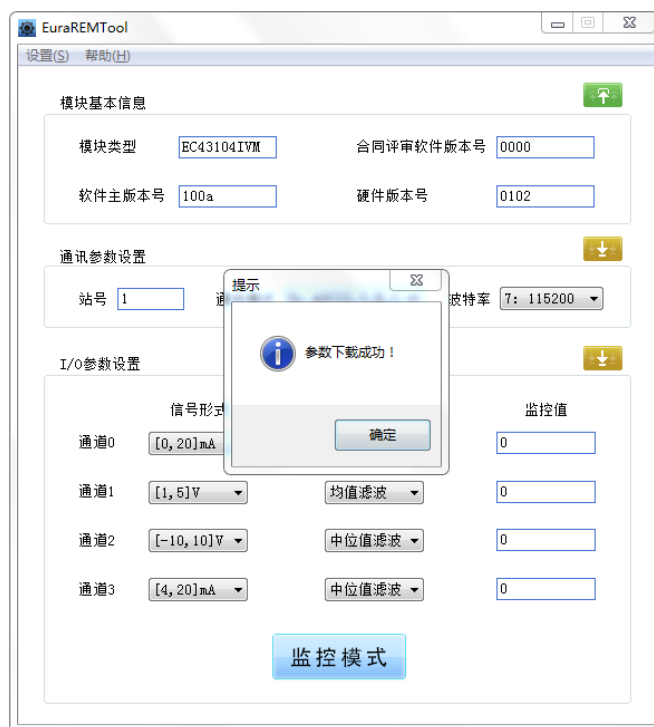 EuraREMTool
设置(S) 帮助(H)
模块基本信息
模块类型 EC43104IVM 合同评审软件版本号 0000
软件主版本号 100a 硬件版本号 0102
通讯参数设置
站号 1 波特率 7: 115200
提示
参数下载成功！
确定
I/O参数设置
信号形式 监控值
通道0 [0,20]mA 0
通道1 [1,5]V 均值滤波 0
通道2 [-10,10]V 中位值滤波 0
通道3 [4,20]mA 中位值滤波 0
监控模式